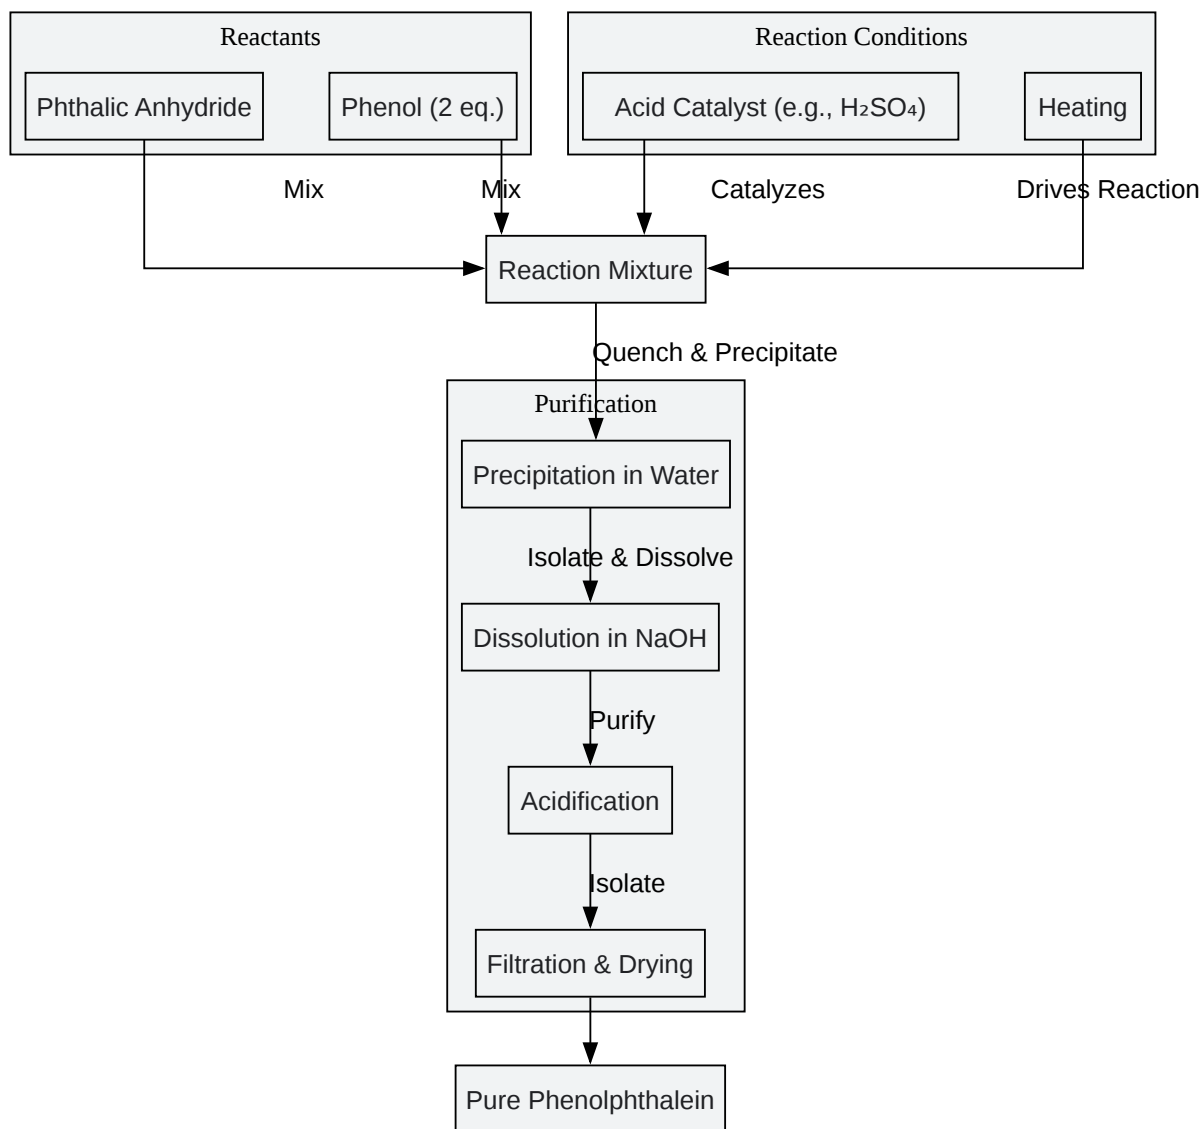 Reactants
Reaction Conditions
Phthalic Anhydride
Phenol (2 eq.)
Acid Catalyst (e.g., H₂SO₄)
Heating
Mix
Mix
Catalyzes
Drives Reaction
Reaction Mixture
Quench & Precipitate
Purification
Precipitation in Water
Isolate & Dissolve
Dissolution in NaOH
Purify
Acidification
Isolate
Filtration & Drying
Pure Phenolphthalein